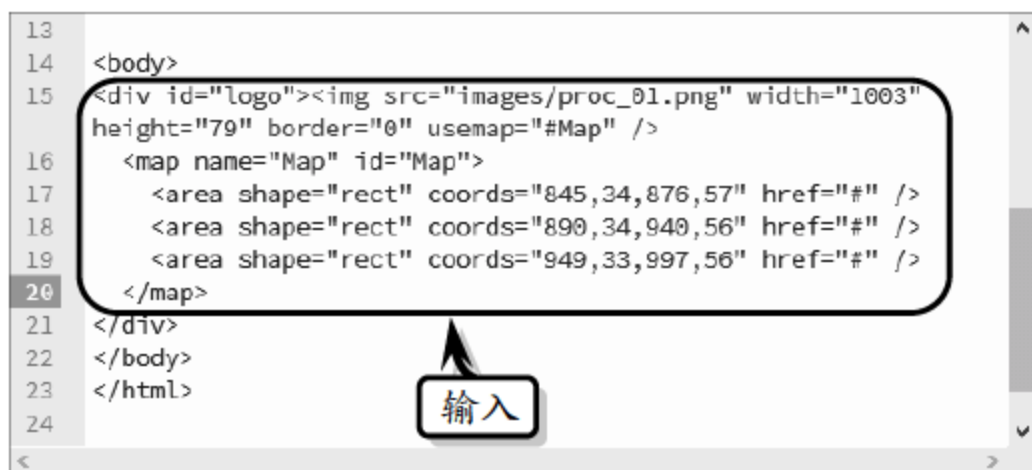 13
14 <body>
15 <div id="logo"><img src="images/proc_01.png" width="1003"
height="79" border="0" usemap="#Map" />
16 <map name="Map" id="Map">
17 <area shape="rect" coords="845,34,876,57" href="#" />
18 <area shape="rect" coords="890,34,940,56" href="#" />
19 <area shape="rect" coords="949,33,997,56" href="#" />
20 </map>
21 </div>
22 </body>
23 </html>
24
输入